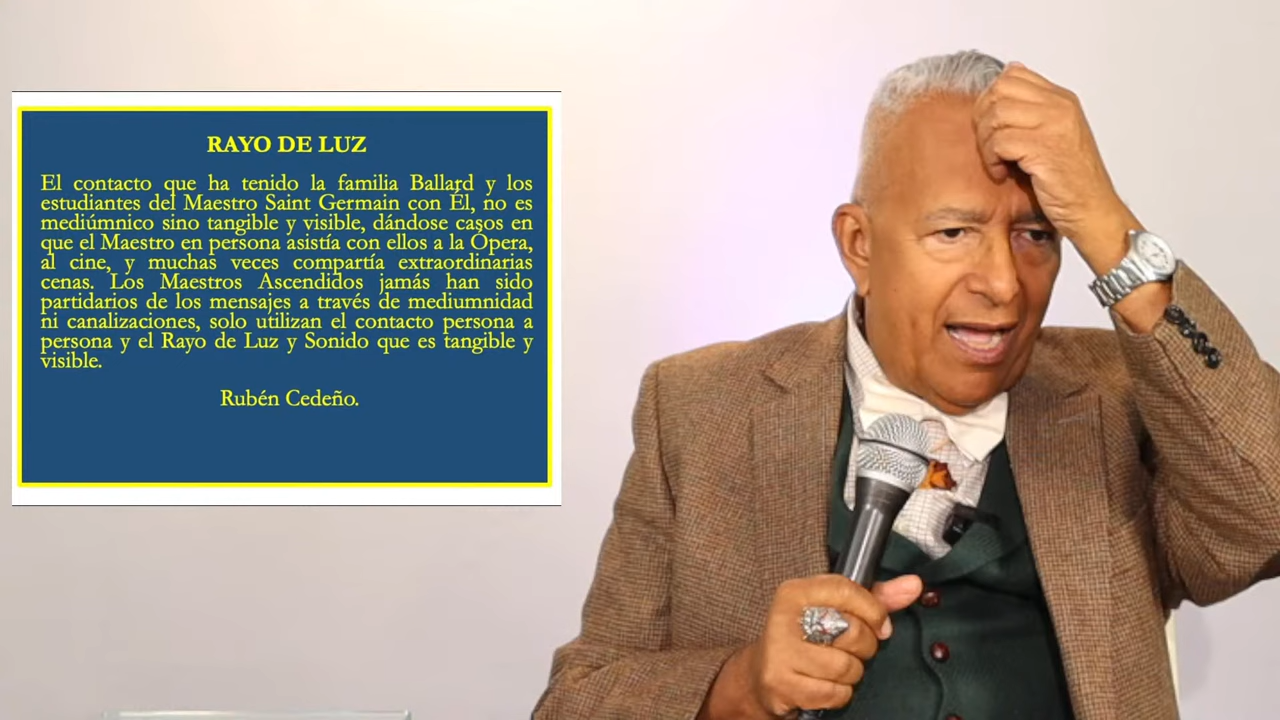 RAYO DE LUZ
El contacto que ha tenido la familia Ballard y los
estudiantes del Maestro Saint Germain con Él, no es
mediúmnico sino tangible y visible, dándose casos en
que el Maestro en persona asistía con ellos a la Ópera,
al cine, y muchas veces compartía extraordinarias
cenas. Los Maestros Ascendidos jamás han sido
partidarios de los mensajes a través de mediumnidad
ni canalizaciones, solo utilizan el contacto persona a
persona y el Rayo de Luz y Sonido que es tangible y
visible.
Rubén Cedeño.